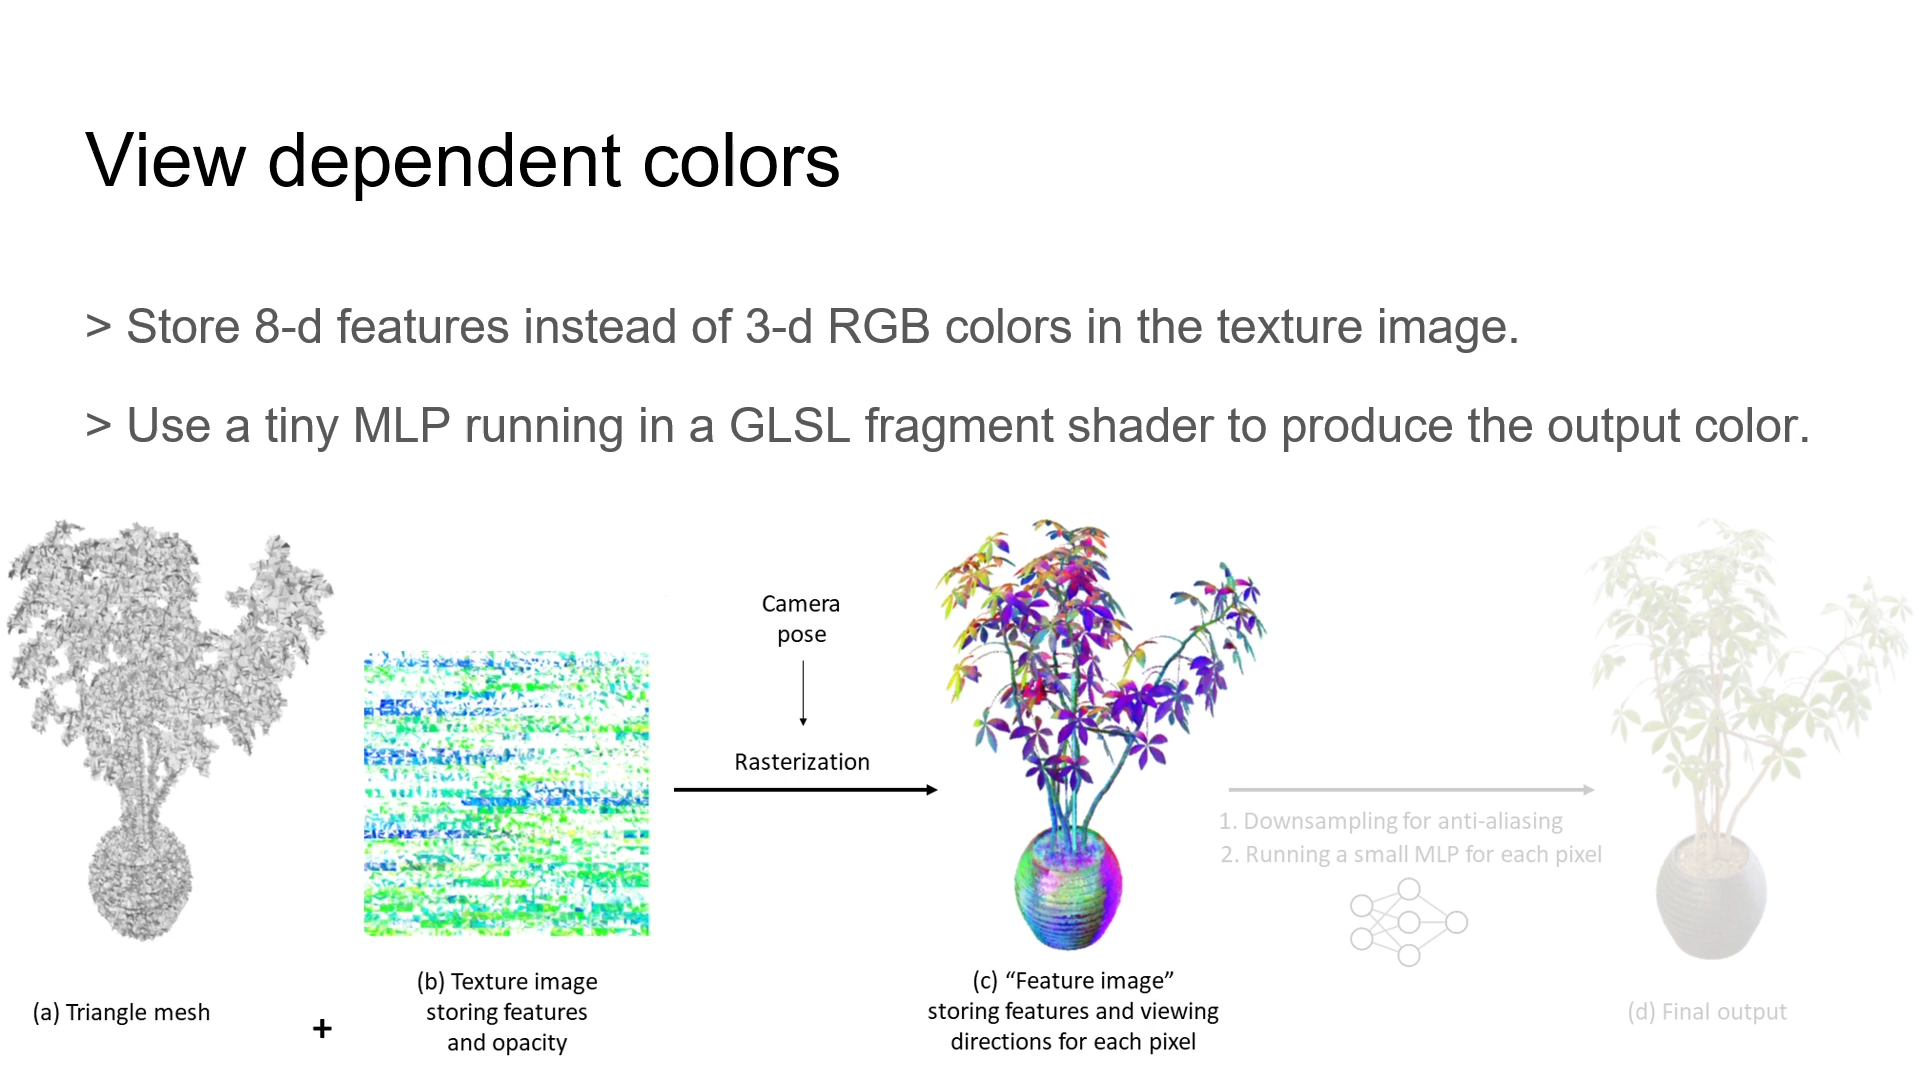 View dependent colors
> Store 8-d features instead of 3-d RGB colors in the texture image.
> Use a tiny MLP running in a GLSL fragment shader to produce the output color.
Camera
pose
Rasterization
1. Downsampling for anti-aliasing
2. Running a small MLP for each pixel
(a) Triangle mesh
+
(b) Texture image
storing features
and opacity
(c) “Feature image”
storing features and viewing
directions for each pixel
(d) Final output